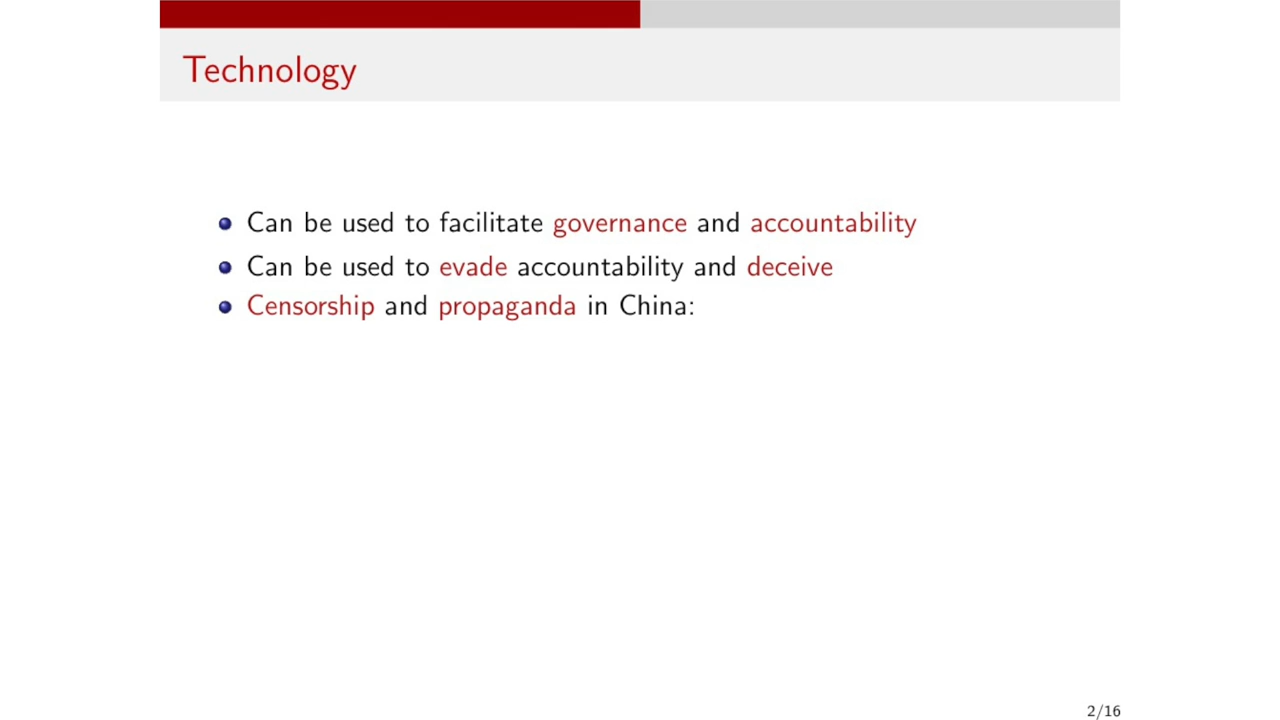 Technology
Can be used to facilitate governance and accountability
Can be used to evade accountability and deceive
Censorship and propaganda in China:
2/16